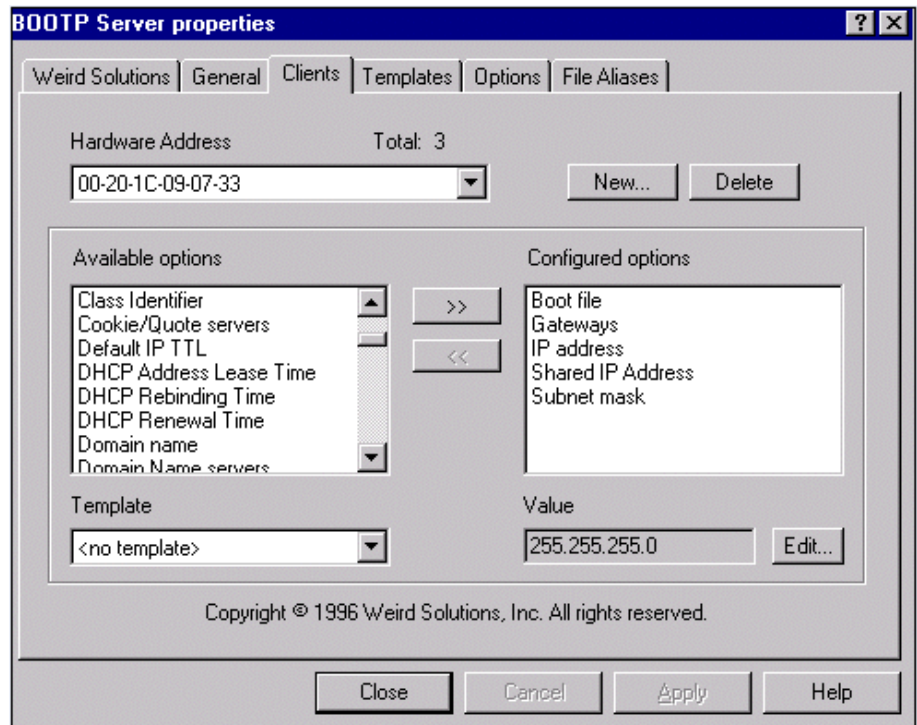 BOOTP Server properties
Weird Solutions General Clients Templates Options File Aliases
Hardware Address Total: 3
00-20-1C-09-07-33 New... Delete
Available options Configured options
Class Identifier
Cookie/Quote servers
Default IP TTL
DHCP Address Lease Time
DHCP Rebinding Time
DHCP Renewal Time
Domain name
Domain Name servers
>>
<<
Boot file
Gateways
IP address
Shared IP Address
Subnet mask
Template Value
<no template> 255.255.255.0 Edit...
Copyright © 1996 Weird Solutions, Inc. All rights reserved.
Close Cancel Apply Help